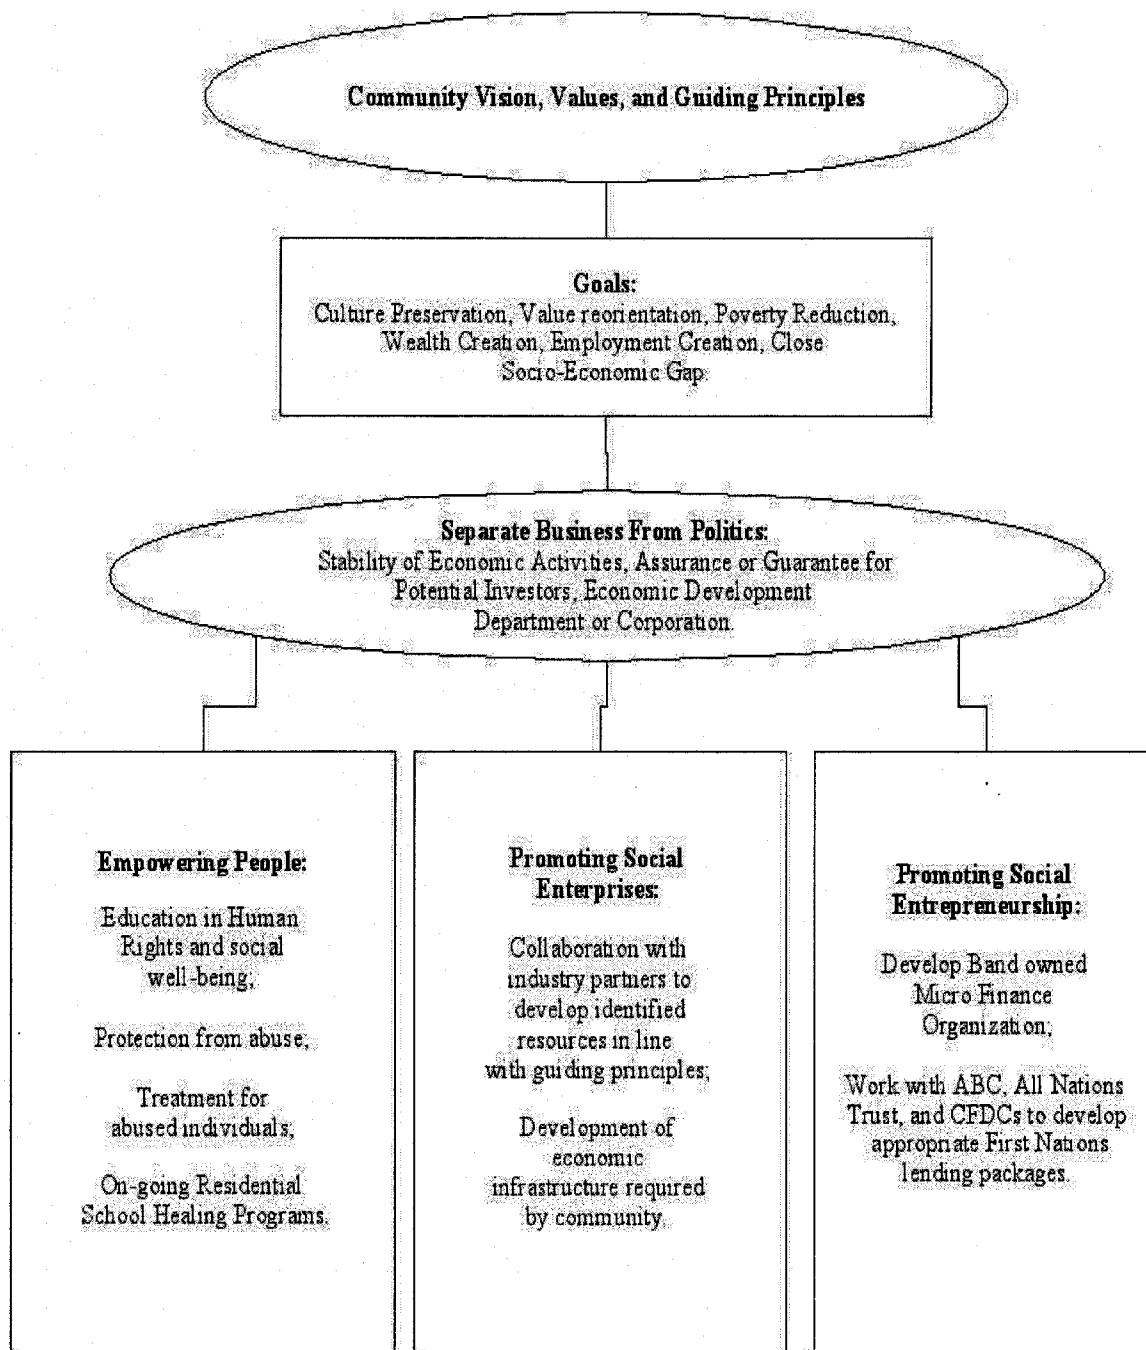 Community Vision, Values, and Guiding Principles
Goals:
Culture Preservation, Value reorientation, Poverty Reduction,
Wealth Creation, Employment Creation, Close
Socio-Economic Gap.
Separate Business From Politics:
Stability of Economic Activities, Assurance or Guarantee for
Potential Investors, Economic Development
Department or Corporation.
Empowering People:
Education in Human
Rights and social
well-being;
Protection from abuse;
Treatment for
abused individuals;
On-going Residential
School Healing Programs.
Promoting Social
Enterprises:
Collaboration with
industry partners to
develop identified
resources in line
with guiding principles;
Development of
economic
infrastructure required
by community.
Promoting Social
Entrepreneurship:
Develop Band owned
Micro Finance
Organization;
Work with ABC, All Nations
Trust, and CFDCs to develop
appropriate First Nations
lending packages.